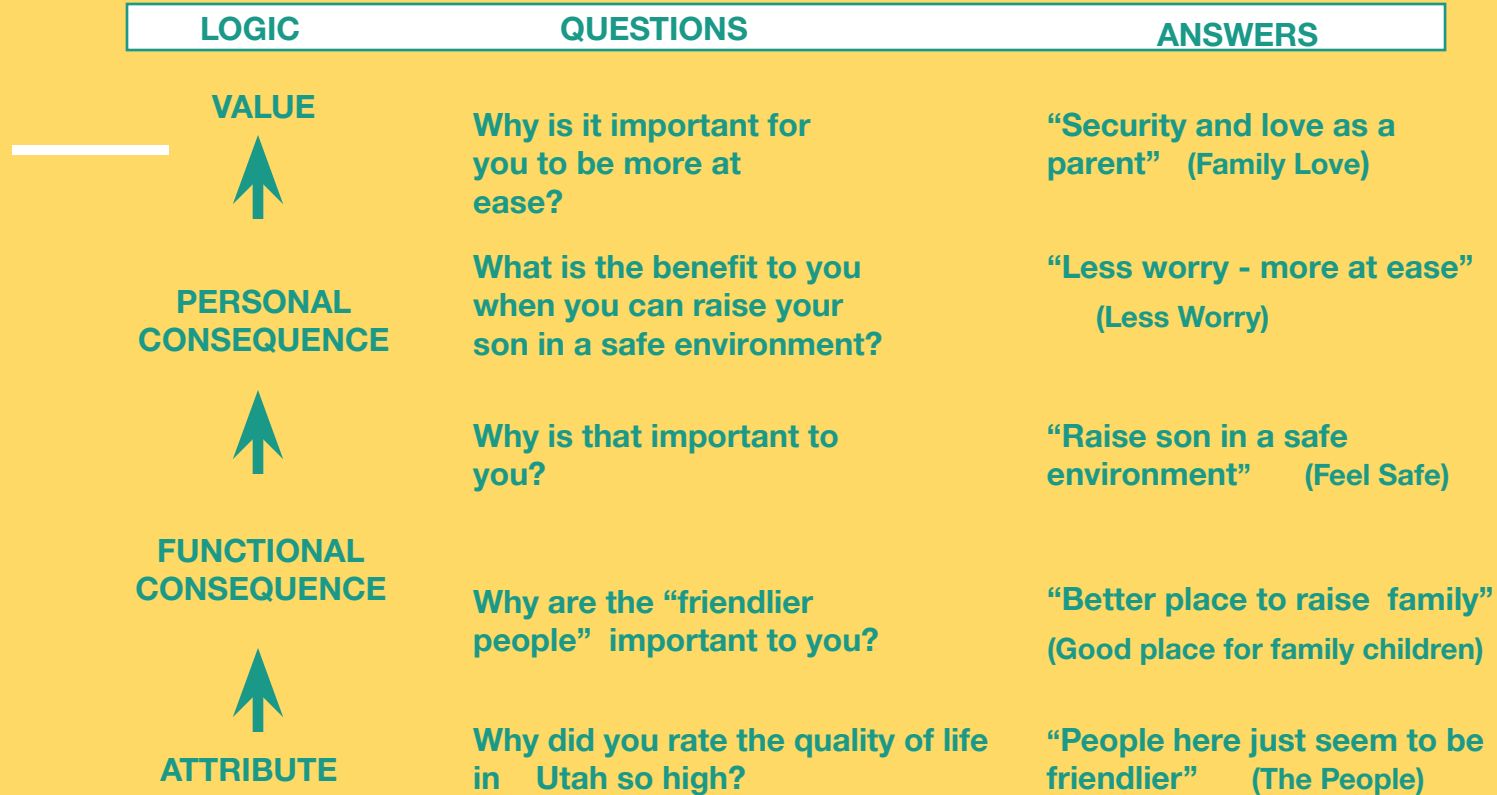 LOGIC QUESTIONS ANSWERS
VALUE
Why is it important for
you to be more at
ease?
“Security and love as a
parent” (Family Love)
PERSONAL
CONSEQUENCE
What is the benefit to you
when you can raise your
son in a safe environment?
“Less worry - more at ease”
(Less Worry)
Why is that important to
you?
“Raise son in a safe
environment” (Feel Safe)
FUNCTIONAL
CONSEQUENCE
Why are the “friendlier
people” important to you?
“Better place to raise family”
(Good place for family children)
ATTRIBUTE
Why did you rate the quality of life
in Utah so high?
“People here just seem to be
friendlier” (The People)